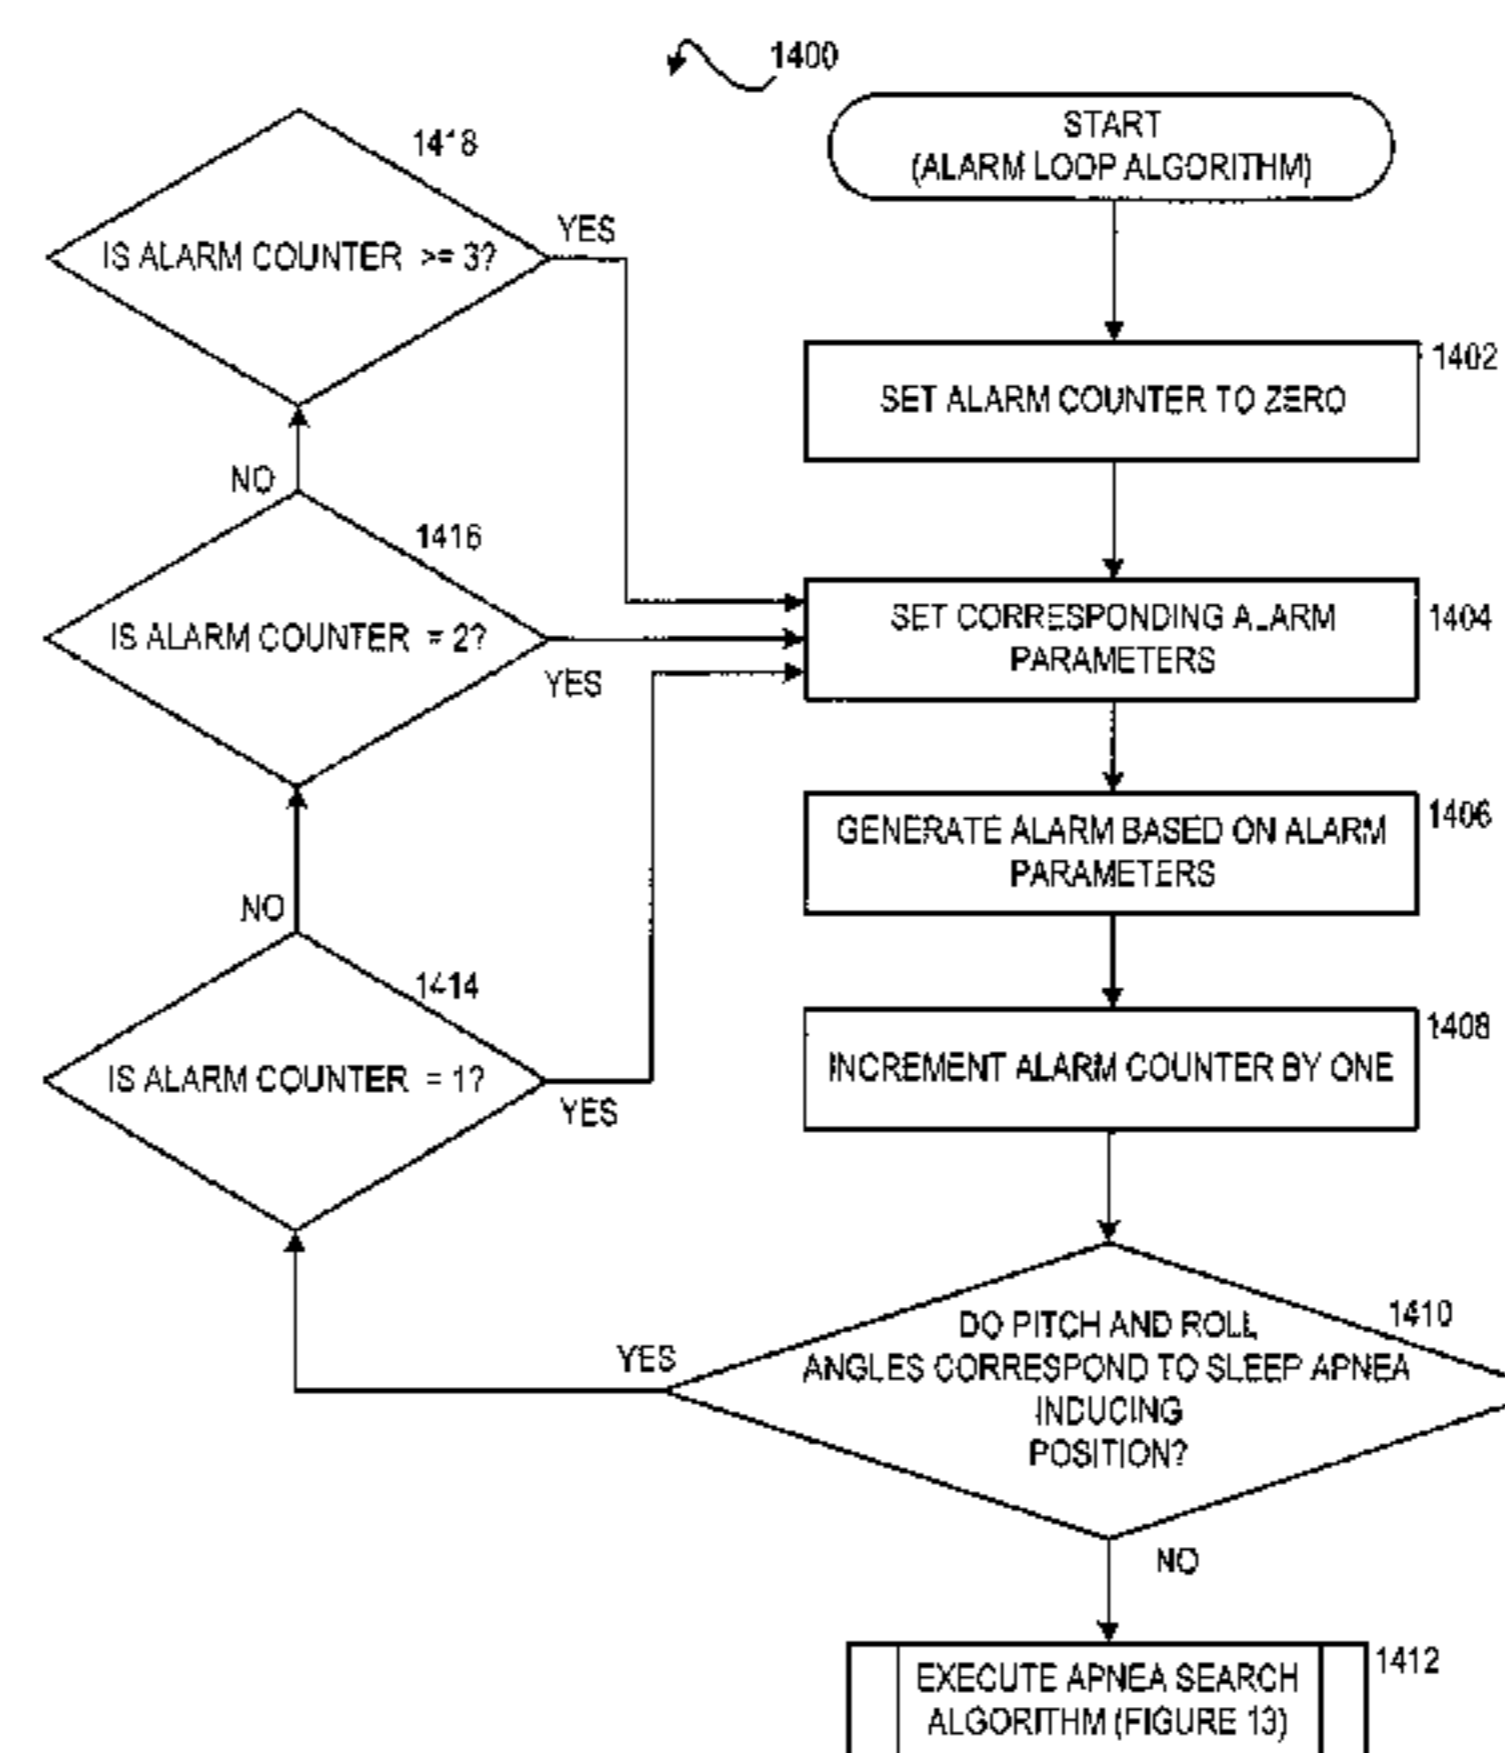 1400
START
(ALARM LOOP ALGORITHM)
1402
SET ALARM COUNTER TO ZERO
1404
SET CORRESPONDING ALARM
PARAMETERS
1406
GENERATE ALARM BASED ON ALARM
PARAMETERS
1408
INCREMENT ALARM COUNTER BY ONE
1410
DO PITCH AND ROLL
ANGLES CORRESPOND TO SLEEP APNEA
INDUCING
POSITION?
YES
NO
1412
EXECUTE APNEA SEARCH
ALGORITHM (FIGURE 13)
1414
IS ALARM COUNTER = 1?
YES
NO
1416
IS ALARM COUNTER = 2?
YES
NO
1418
IS ALARM COUNTER >= 3?
YES